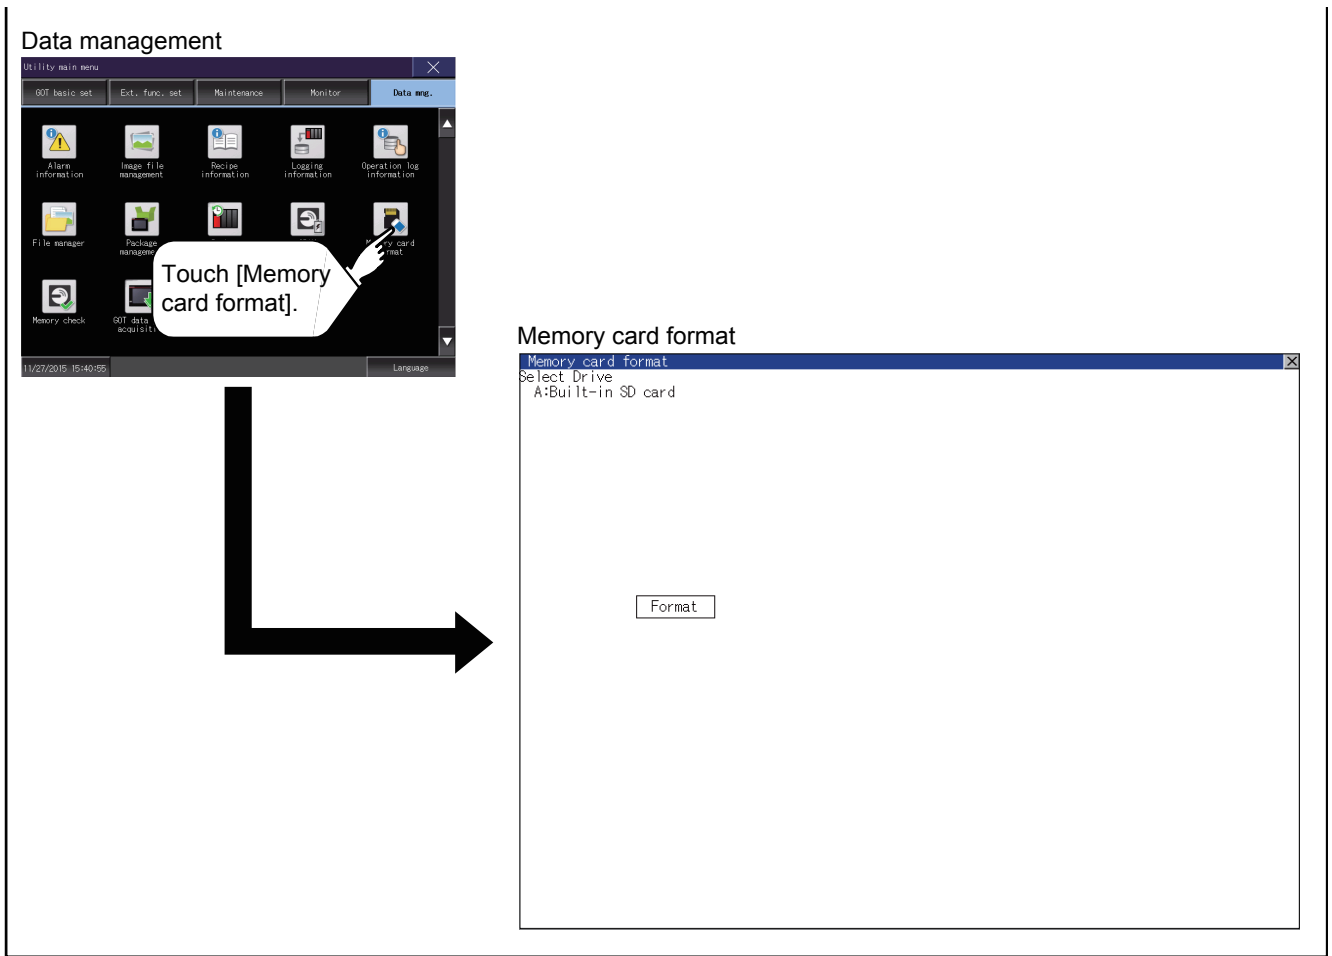 Data management
Utility main menu
GOT basic set Ext. func. set Maintenance Monitor Data mng.
Alarm Image file Recipe Logging Operation log
information management information information information
File manager Package card
management
Touch [Memory
card format].
Memory check GOT data
11/27/2015 15:40:55 Language
Memory card format
Memory card format
Select Drive
A:Built-in SD card
Format